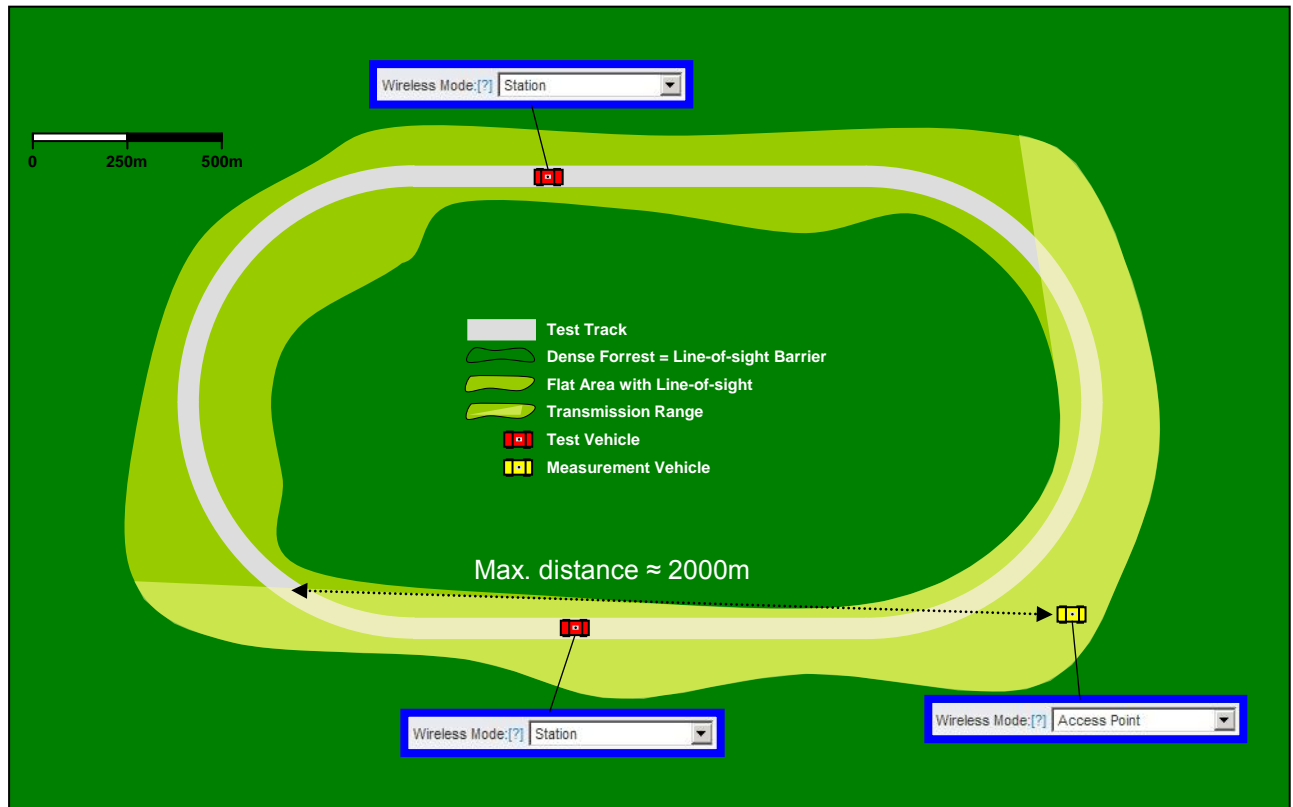 Wireless Mode:[?] Station
0 250m 500m
Test Track
Dense Forrest = Line-of-sight Barrier
Flat Area with Line-of-sight
Transmission Range
Test Vehicle
Measurement Vehicle
Max. distance ≈ 2000m
Wireless Mode:[?] Access Point
Wireless Mode:[?] Station